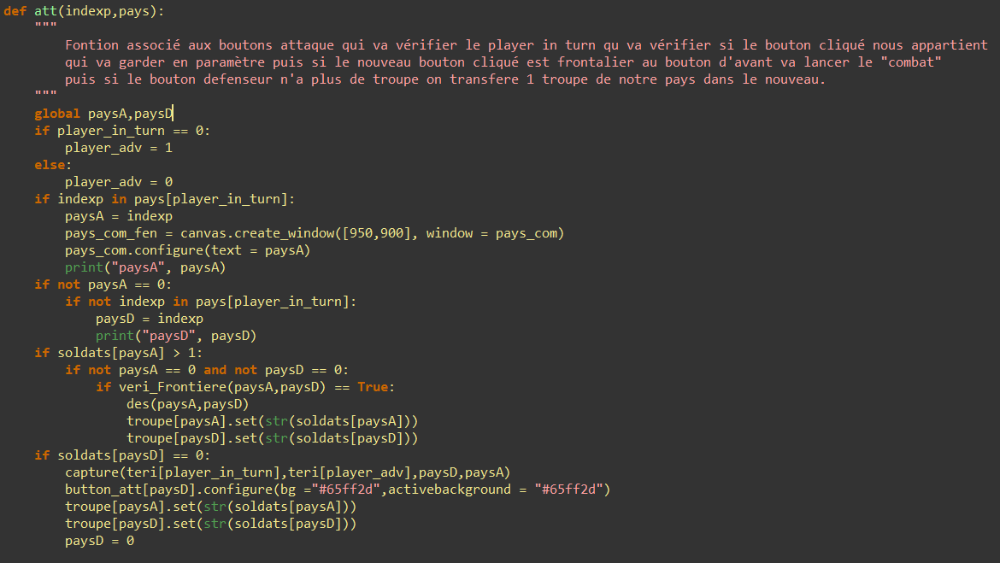 def att(indexp,pays):
    """
        Fontion associé aux boutons attaque qui va vérifier le player in turn qu va vérifier si le bouton cliqué nous appartient
        qui va garder en paramètre puis si le nouveau bouton cliqué est frontalier au bouton d'avant va lancer le "combat"
        puis si le bouton defenseur n'a plus de troupe on transfere 1 troupe de notre pays dans le nouveau.
    """
    global paysA,paysD
    if player_in_turn == 0:
        player_adv = 1
    else:
        player_adv = 0
    if indexp in pays[player_in_turn]:
        paysA = indexp
        pays_com_fen = canvas.create_window([950,900], window = pays_com)
        pays_com.configure(text = paysA)
        print("paysA", paysA)
    if not paysA == 0:
        if not indexp in pays[player_in_turn]:
            paysD = indexp
            print("paysD", paysD)
    if soldats[paysA] > 1:
        if not paysA == 0 and not paysD == 0:
            if veri_Frontiere(paysA,paysD) == True:
                des(paysA,paysD)
                troupe[paysA].set(str(soldats[paysA]))
                troupe[paysD].set(str(soldats[paysD]))
    if soldats[paysD] == 0:
        capture(teri[player_in_turn],teri[player_adv],paysD,paysA)
        button_att[paysD].configure(bg ="#65ff2d",activebackground = "#65ff2d")
        troupe[paysA].set(str(soldats[paysA]))
        troupe[paysD].set(str(soldats[paysD]))
        paysD = 0